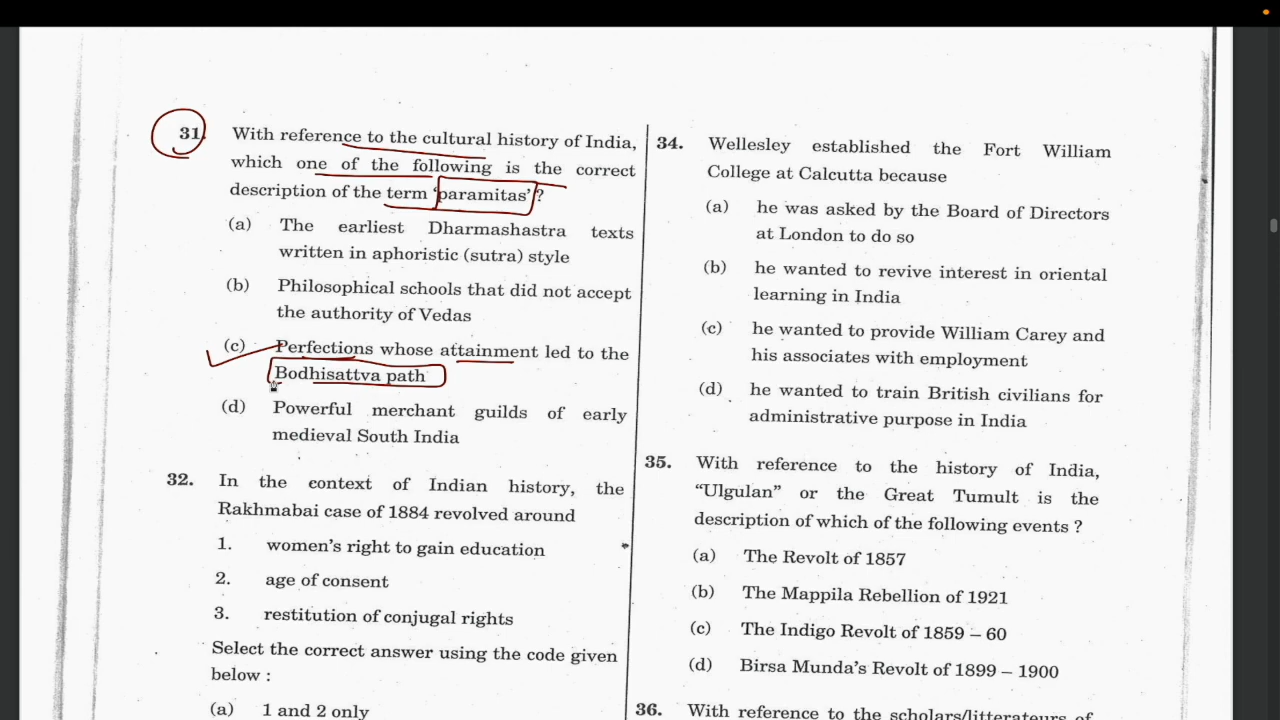 31. With reference to the cultural history of India,
which one of the following is the correct
description of the term ‘paramitas’ ?
(a) The earliest Dharmashastra texts
written in aphoristic (sutra) style
(b) Philosophical schools that did not accept
the authority of Vedas
(c) Perfections whose attainment led to the
Bodhisattva path
(d) Powerful merchant guilds of early
medieval South India
32. In the context of Indian history, the
Rakhmabai case of 1884 revolved around
1. women’s right to gain education
2. age of consent
3. restitution of conjugal rights
Select the correct answer using the code given
below :
(a) 1 and 2 only
34. Wellesley established the Fort William
College at Calcutta because
(a) he was asked by the Board of Directors
at London to do so
(b) he wanted to revive interest in oriental
learning in India
(c) he wanted to provide William Carey and
his associates with employment
(d) he wanted to train British civilians for
administrative purpose in India
35. With reference to the history of India,
“Ulgulan” or the Great Tumult is the
description of which of the following events ?
(a) The Revolt of 1857
(b) The Mappila Rebellion of 1921
(c) The Indigo Revolt of 1859 – 60
(d) Birsa Munda’s Revolt of 1899 – 1900
36. With reference to the scholars/litterateurs of